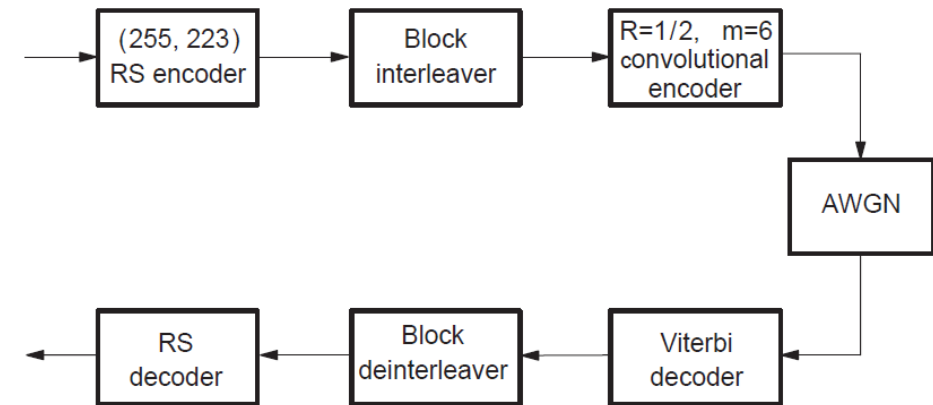 (255, 223)
RS encoder
Block
interleaver
R=1/2, m=6
convolutional
encoder
AWGN
RS
decoder
Block
deinterleaver
Viterbi
decoder